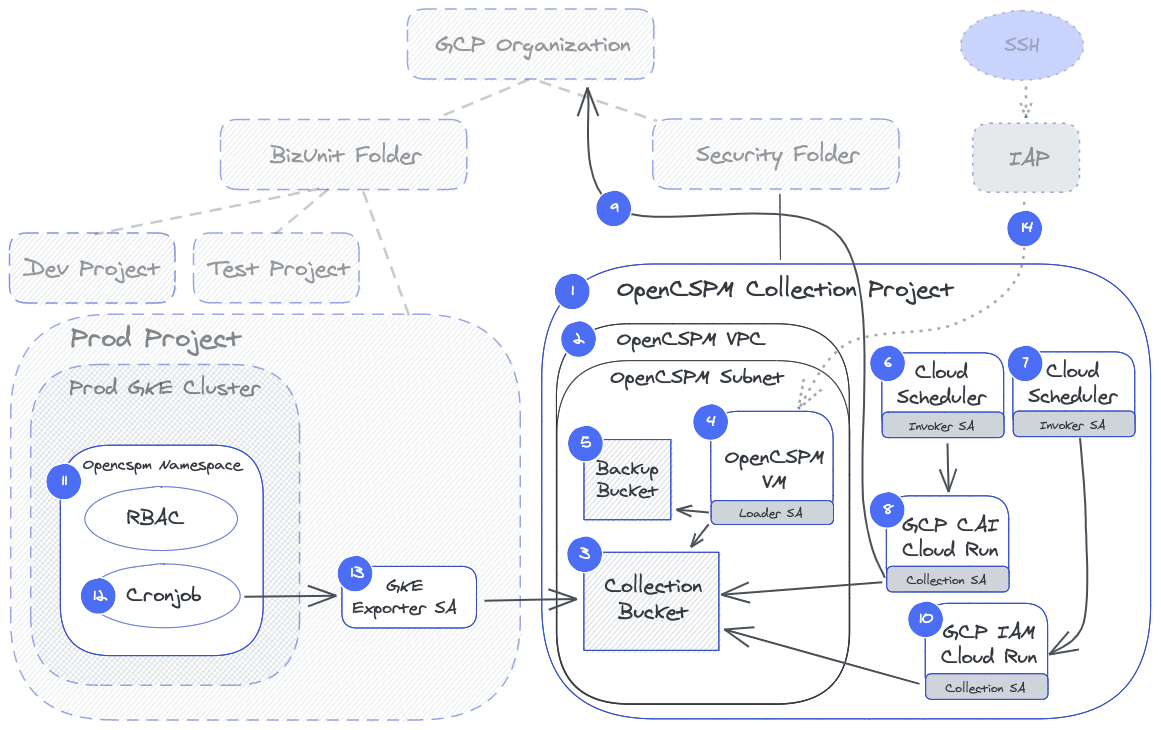 GCP Organization
SSH
BizUnit Folder
Security Folder
IAP
9
14
Dev Project
Test Project
1
OpenCSPM Collection Project
Prod Project
2
OpenCSPM VPC
Prod GKE Cluster
OpenCSPM Subnet
6
Cloud
Scheduler
Invoker SA
7
Cloud
Scheduler
Invoker SA
11
Opencspm Namespace
RBAC
12
Cronjob
13
GKE
Exporter SA
5
Backup
Bucket
4
OpenCSPM
VM
Loader SA
3
Collection
Bucket
8
GCP CAI
Cloud Run
Collection SA
10
GCP IAM
Cloud Run
Collection SA